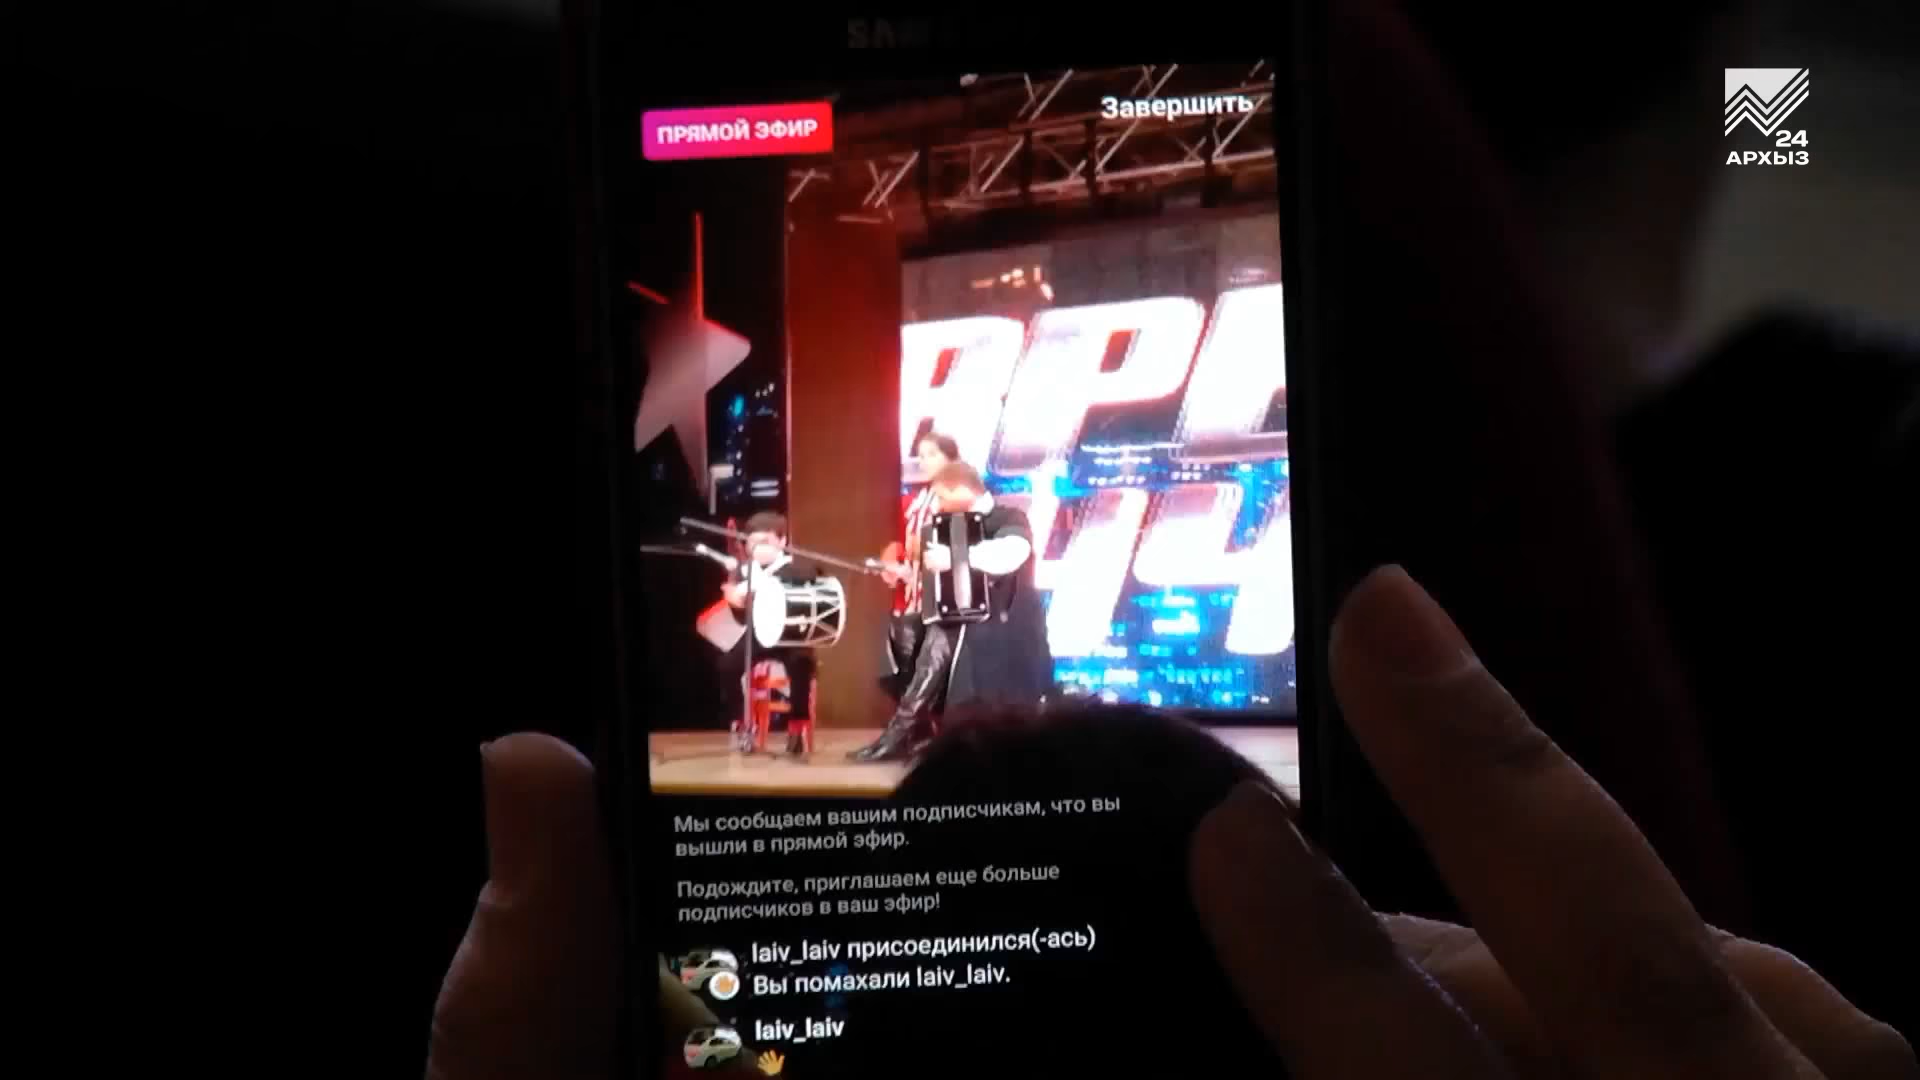 ПРЯМОЙ ЭФИР
Завершить
24
АРХЫЗ
Мы сообщаем вашим подписчикам, что вы
вышли в прямой эфир.
Подождите, приглашаем еще больше
подписчиков в ваш эфир!
laiv_laiv присоединился(-ась)
Вы помахали laiv_laiv.
laiv_laiv